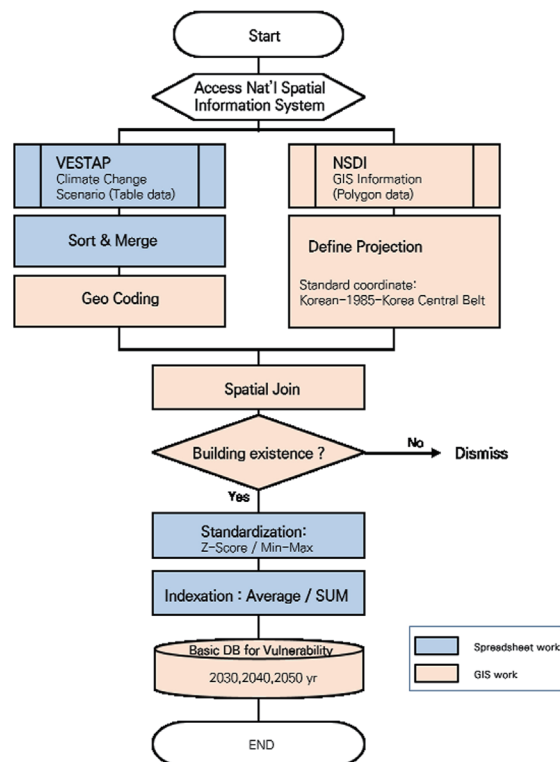 Start
Access Nat'l Spatial
Information System
VESTAP
Climate Change
Scenario (Table data)
Sort & Merge
Geo Coding
NSDI
GIS Information
(Polygon data)
Define Projection
Standard coordinate:
Korean-1985-Korea Central Belt
Spatial Join
Building existence ?
No
Dismiss
Yes
Standardization:
Z-Score / Min-Max
Indexation : Average / SUM
Basic DB for Vulnerability
2030,2040,2050 yr
END
Spreadsheet work
GIS work